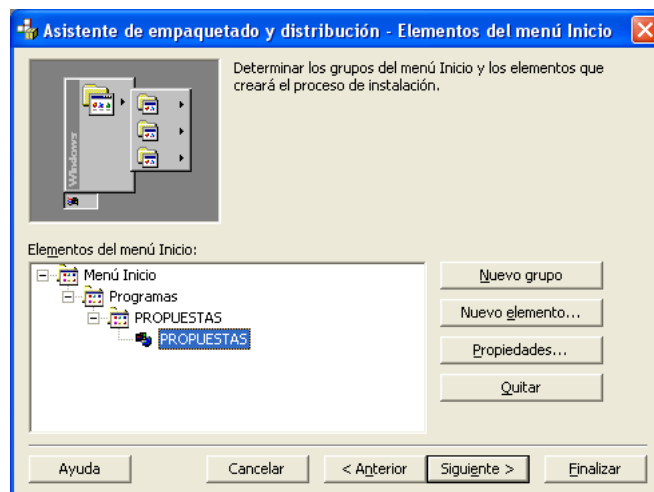 Asistente de empaquetado y distribución - Elementos del menú Inicio
Determinar los grupos del menú Inicio y los elementos que
creará el proceso de instalación.
Windows
Elementos del menú Inicio:
Menú Inicio
Programas
PROPUESTAS
PROPUESTAS
Nuevo grupo
Nuevo elemento...
Propiedades...
Quitar
Ayuda
Cancelar
< Anterior
Siguiente >
Finalizar